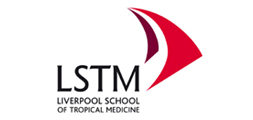 LSTM
LIVERPOOL SCHOOL
OF TROPICAL MEDICINE